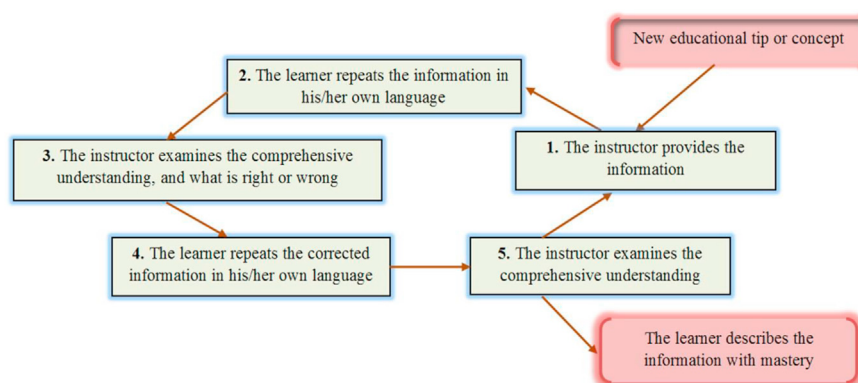 New educational tip or concept
2. The learner repeats the information in
his/her own language
1. The instructor provides the
information
3. The instructor examines the comprehensive
understanding, and what is right or wrong
4. The learner repeats the corrected
information in his/her own language
5. The instructor examines the
comprehensive understanding
The learner describes the
information with mastery